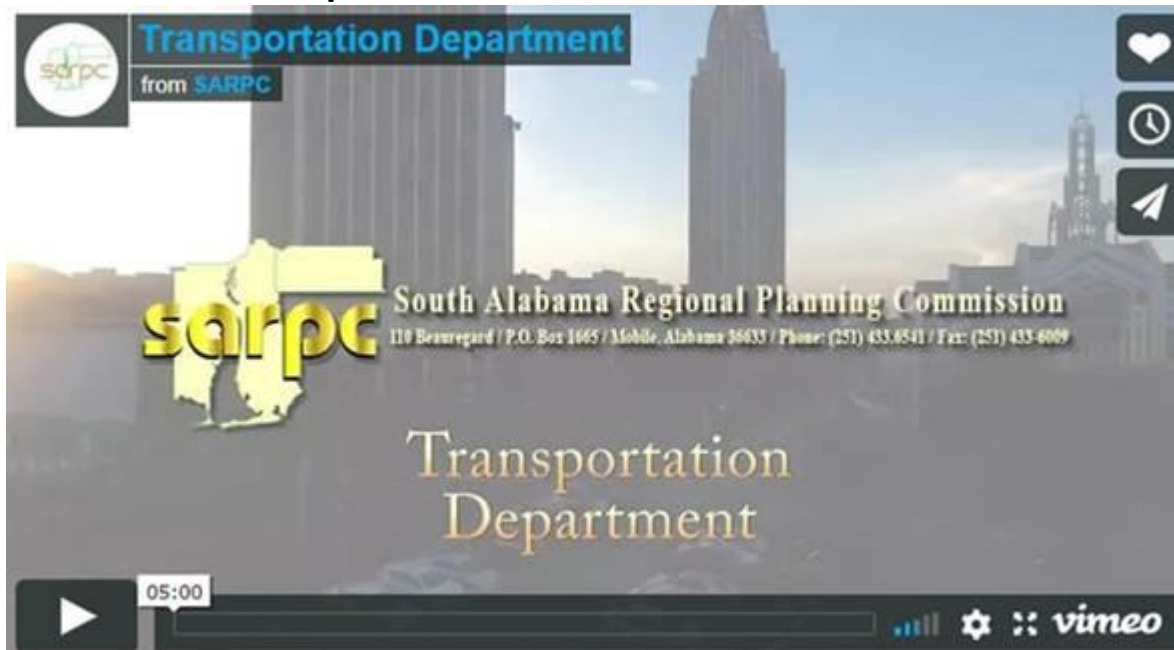 Transportation Department
from SARPC
sarpc
sarpc
South Alabama Regional Planning Commission
110 Beauregard / P.O. Box 1665 / Mobile, Alabama 36633 / Phone: (251) 433.6541 / Fax: (251) 433-6009
Transportation
Department
05:00
vimeo